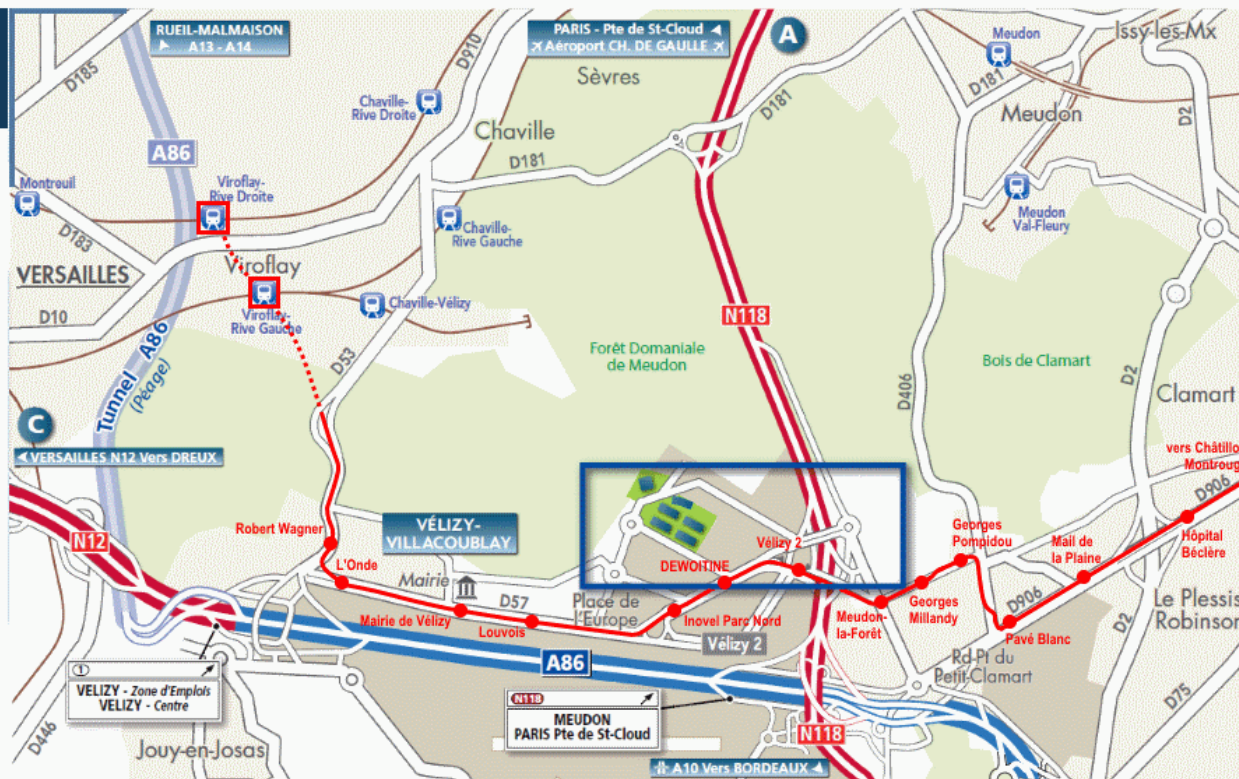 RUEIL-MALMAISON
A13 - A14
PARIS - Pte de St-Cloud
Aéroport CH. DE GAULLE
A
Issy-les-Mx
Meudon
D185
D910
Sèvres
D181
D181
Chaville-
Rive Droite
Meudon
D2
Chaville
A86
D181
Montreuil
Viroflay-
Rive Droite
Meudon
Val-Fleury
D183
Chaville-
Rive Gauche
VERSAILLES
Viroflay
D10
Viroflay-
Rive Gauche
Chaville-Vélizy
N118
Tunnel A86
(Péage)
D53
Forêt Domaniale
de Meudon
Bois de Clamart
D406
D2
Clamart
C
VERSAILLES N12 Vers DREUX
vers Châtillo
Montroug
D906
N12
Robert Wagner
VÉLIZY-
VILLACOUBLAY
Vélizy 2
Georges
Pompidou
Mail de
la Plaine
Hôpital
Béclère
L'Onde
Mairie
DEWOITINE
D57
Place de
l'Europe
Mairie de Vélizy
Louvois
Inovel Parc Nord
Meudon-
la-Forêt
Georges
Millandy
D906
Pavé Blanc
Le Plessis
Robinson
D2
Vélizy 2
A86
Rd-Pt du
Petit-Clamart
1
VELIZY - Zone d'Emplois
VELIZY - Centre
N118
MEUDON
PARIS Pte de St-Cloud
D75
N118
D446
Jouy-en-Josas
A10 Vers BORDEAUX